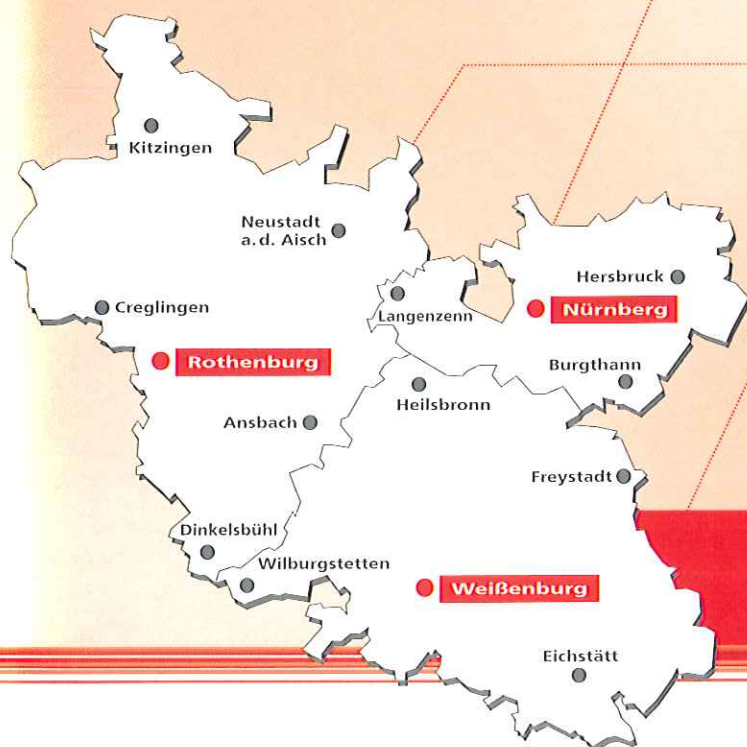 Kitzingen
Neustadt
a.d. Aisch
Hersbruck
Creglingen
Langenzenn
Nürnberg
Rothenburg
Burgthann
Heilsbronn
Ansbach
Freystadt
Dinkelsbühl
Wilburgstetten
Weißenburg
Eichstätt